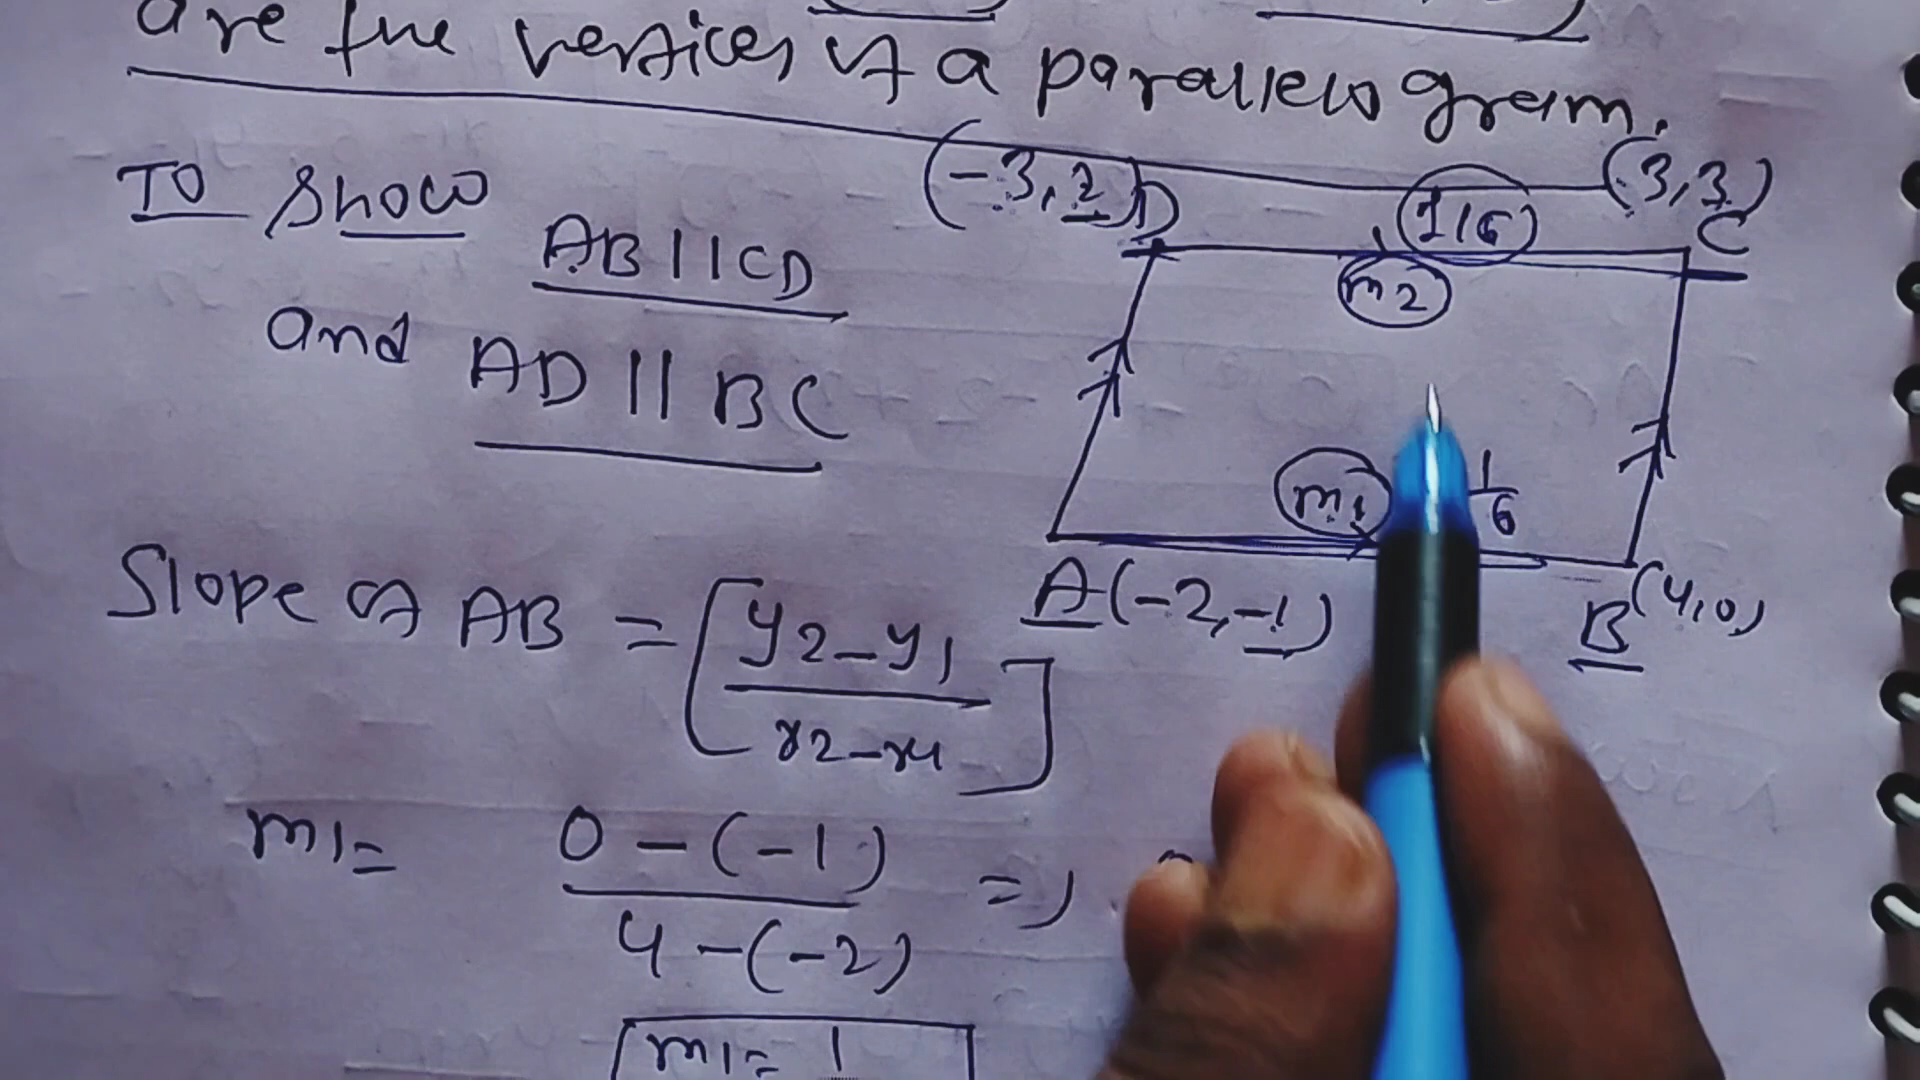 are the vertices of a parallelogram.
To Show
AB || CD
and AD || BC
(-3, 2) D
1/6
(3, 3)
C
m2
m1
1/6
A (-2, -1)
B (4, 0)
Slope of AB = [y2 - y1 / x2 - x1]
m1 = 0 - (-1) / 4 - (-2) =)
m1 = 1